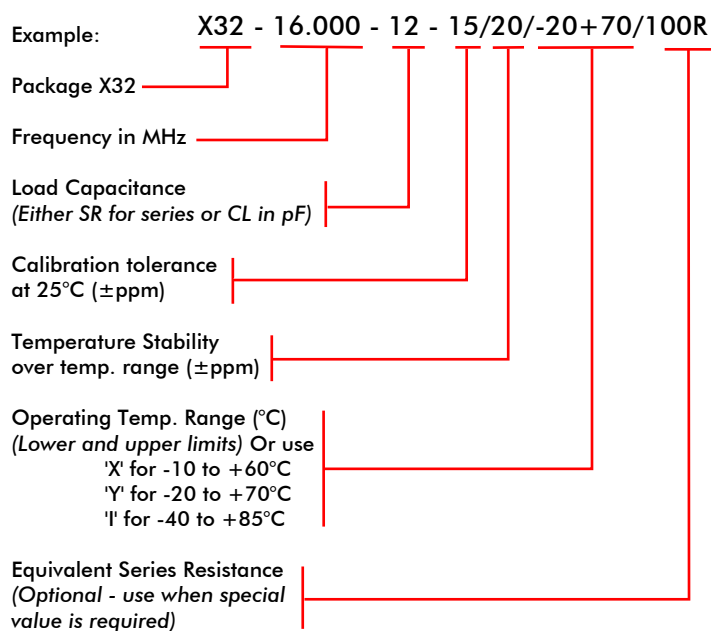 Example: X32 - 16.000 - 12 - 15/20/-20+70/100R
Package X32
Frequency in MHz
Load Capacitance
(Either SR for series or CL in pF)
Calibration tolerance
at 25°C (±ppm)
Temperature Stability
over temp. range (±ppm)
Operating Temp. Range (°C)
(Lower and upper limits) Or use
'X' for -10 to +60°C
'Y' for -20 to +70°C
'I' for -40 to +85°C
Equivalent Series Resistance
(Optional - use when special
value is required)